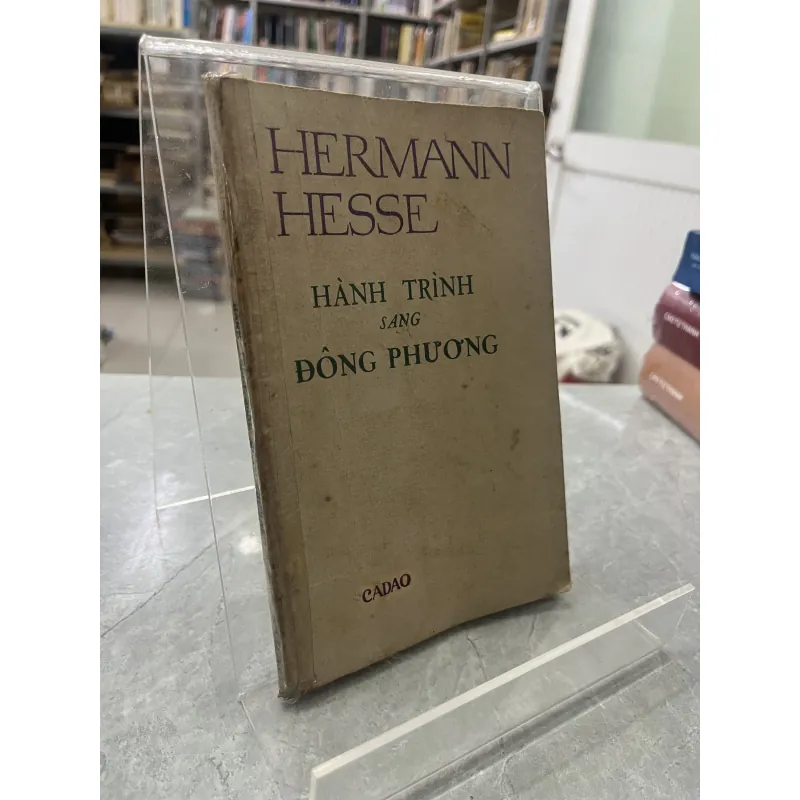 HERMANN
HESSE
HÀNH TRÌNH
SANG
ĐÔNG PHƯƠNG
CADAO